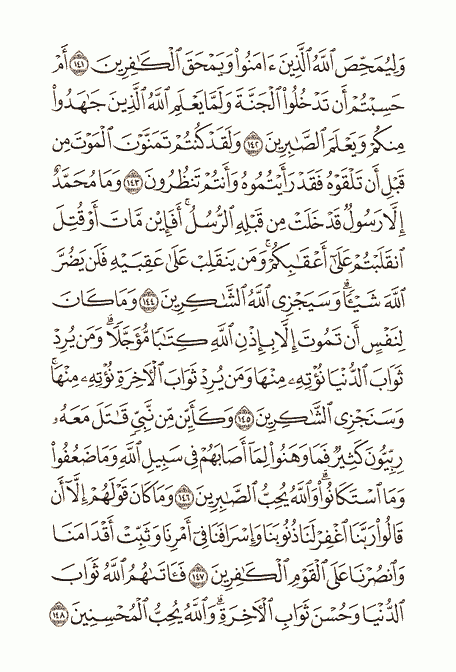 وَلِيُمَحِّصَ ٱللَّهُ ٱلَّذِينَ ءَامَنُوا۟ وَيَمْحَقَ ٱلْكَـٰفِرِينَ ١٤١ أَمْ
حَسِبْتُمْ أَن تَدْخُلُوا۟ ٱلْجَنَّةَ وَلَمَّا يَعْلَمِ ٱللَّهُ ٱلَّذِينَ جَـٰهَدُوا۟
مِنكُمْ وَيَعْلَمَ ٱلصَّـٰبِرِينَ ١٤٢ وَلَقَدْ كُنتُمْ تَمَنَّوْنَ ٱلْمَوْتَ مِن
قَبْلِ أَن تَلْقَوْهُ فَقَدْ رَأَيْتُمُوهُ وَأَنتُمْ تَنظُرُونَ ١٤٣ وَمَا مُحَمَّدٌ
إِلَّا رَسُولٌ قَدْ خَلَتْ مِن قَبْلِهِ ٱلرُّسُلُ ۚ أَفَإِي۟ن مَّاتَ أَوْ قُتِلَ
ٱنقَلَبْتُمْ عَلَىٰٓ أَعْقَـٰبِكُمْ ۚ وَمَن يَنقَلِبْ عَلَىٰ عَقِبَيْهِ فَلَن يَضُرَّ
ٱللَّهَ شَيْـًٔا ۗ وَسَيَجْزِى ٱللَّهُ ٱلشَّـٰكِرِينَ ١٤٤ وَمَا كَانَ
لِنَفْسٍ أَن تَمُوتَ إِلَّا بِإِذْنِ ٱللَّهِ كِتَـٰبًا مُّؤَجَّلًا ۗ وَمَن يُرِدْ
ثَوَابَ ٱلدُّنْيَا نُؤْتِهِۦ مِنْهَا وَمَن يُرِدْ ثَوَابَ ٱلْـَٔاخِرَةِ نُؤْتِهِۦ مِنْهَا ۚ
وَسَنَجْزِى ٱلشَّـٰكِرِينَ ١٤٥ وَكَأَيِّن مِّن نَّبِىٍّ قَـٰتَلَ مَعَهُۥ
رِبِّيُّونَ كَثِيرٌ فَمَا وَهَنُوا۟ لِمَآ أَصَابَهُمْ فِى سَبِيلِ ٱللَّهِ وَمَا ضَعُفُوا۟
وَمَا ٱسْتَكَانُوا۟ ۗ وَٱللَّهُ يُحِبُّ ٱلصَّـٰبِرِينَ ١٤٦ وَمَا كَانَ قَوْلَهُمْ إِلَّآ أَن
قَالُوا۟ رَبَّنَا ٱغْفِرْ لَنَا ذُنُوبَنَا وَإِسْرَافَنَا فِىٓ أَمْرِنَا وَثَبِّتْ أَقْدَامَنَا
وَٱنصُرْنَا عَلَى ٱلْقَوْمِ ٱلْكَـٰفِرِينَ ١٤٧ فَـَٔاتَىٰهُمُ ٱللَّهُ ثَوَابَ
ٱلدُّنْيَا وَحُسْنَ ثَوَابِ ٱلْـَٔاخِرَةِ ۗ وَٱللَّهُ يُحِبُّ ٱلْمُحْسِنِينَ ١٤٨